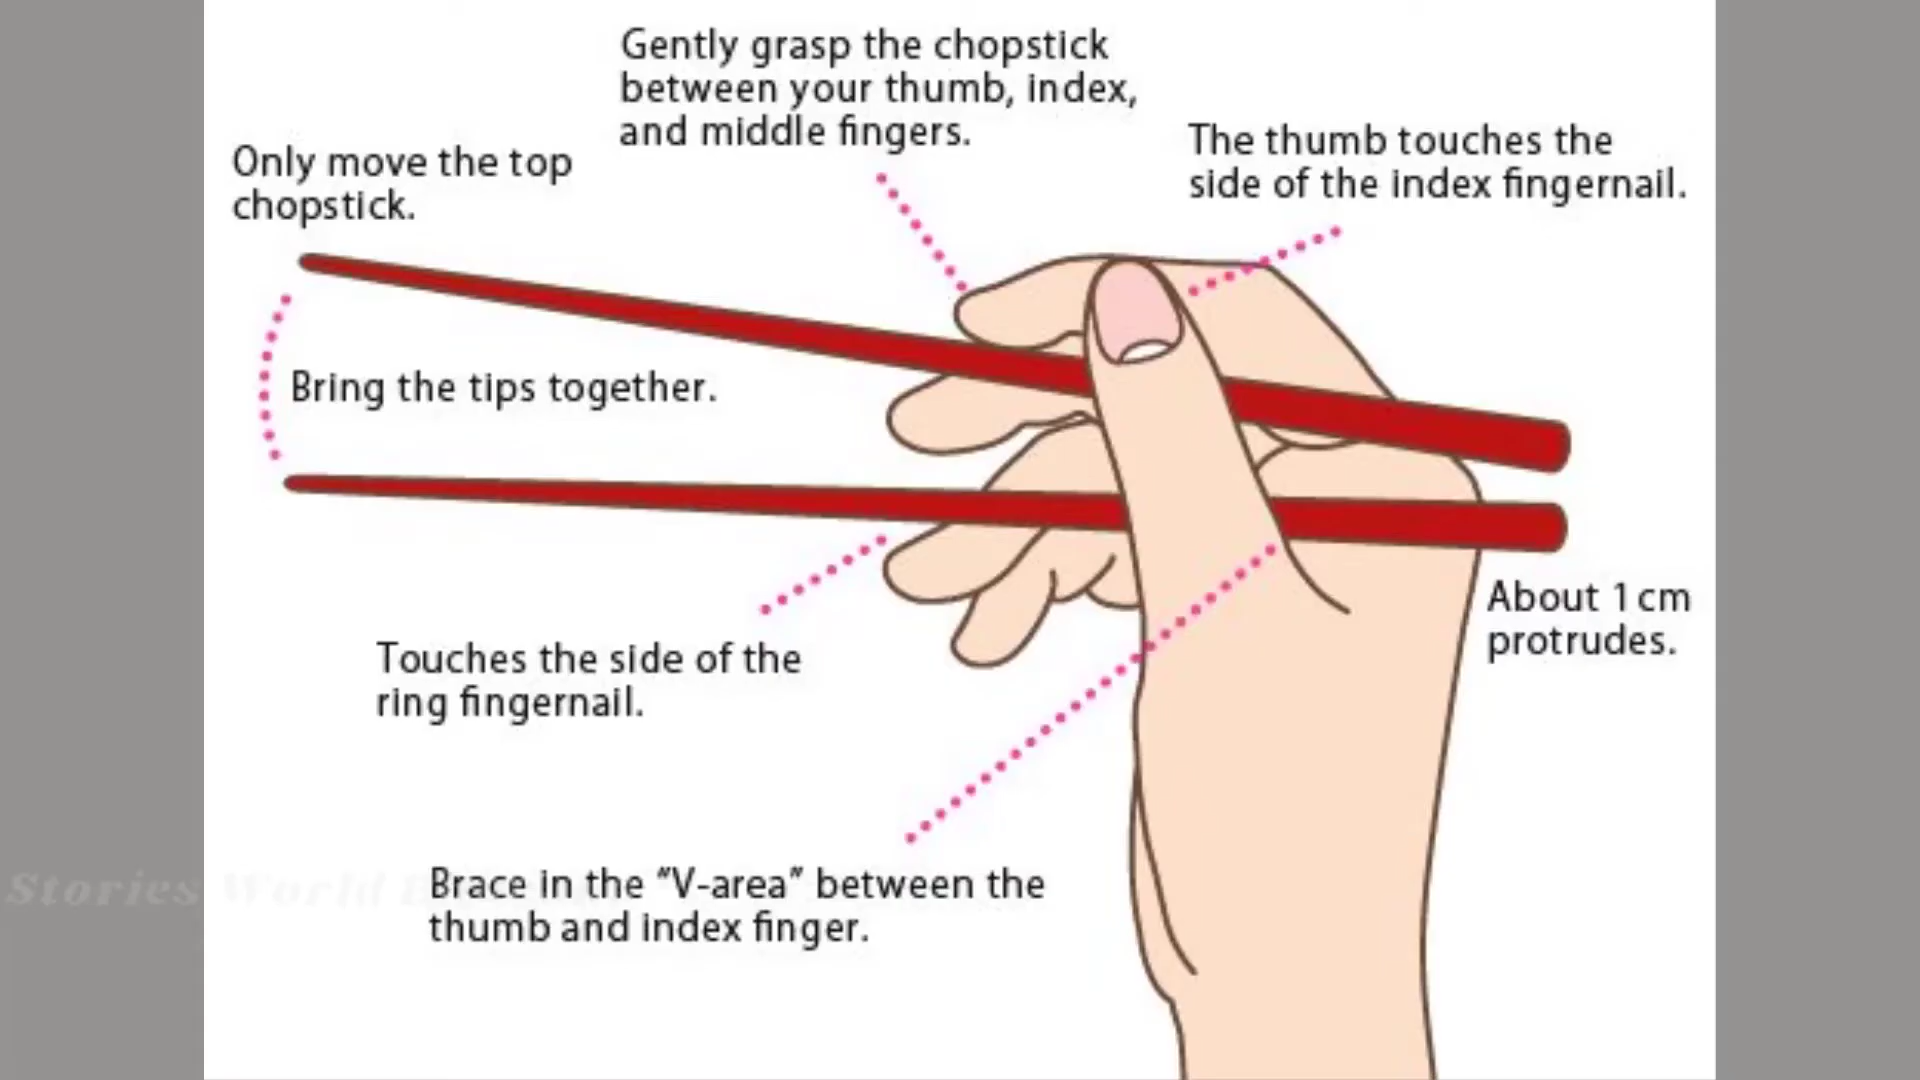 Gently grasp the chopstick
between your thumb, index,
and middle fingers.
The thumb touches the
side of the index fingernail.
Only move the top
chopstick.
Bring the tips together.
About 1 cm
protrudes.
Touches the side of the
ring fingernail.
Brace in the “V-area” between the
thumb and index finger.
Stories World